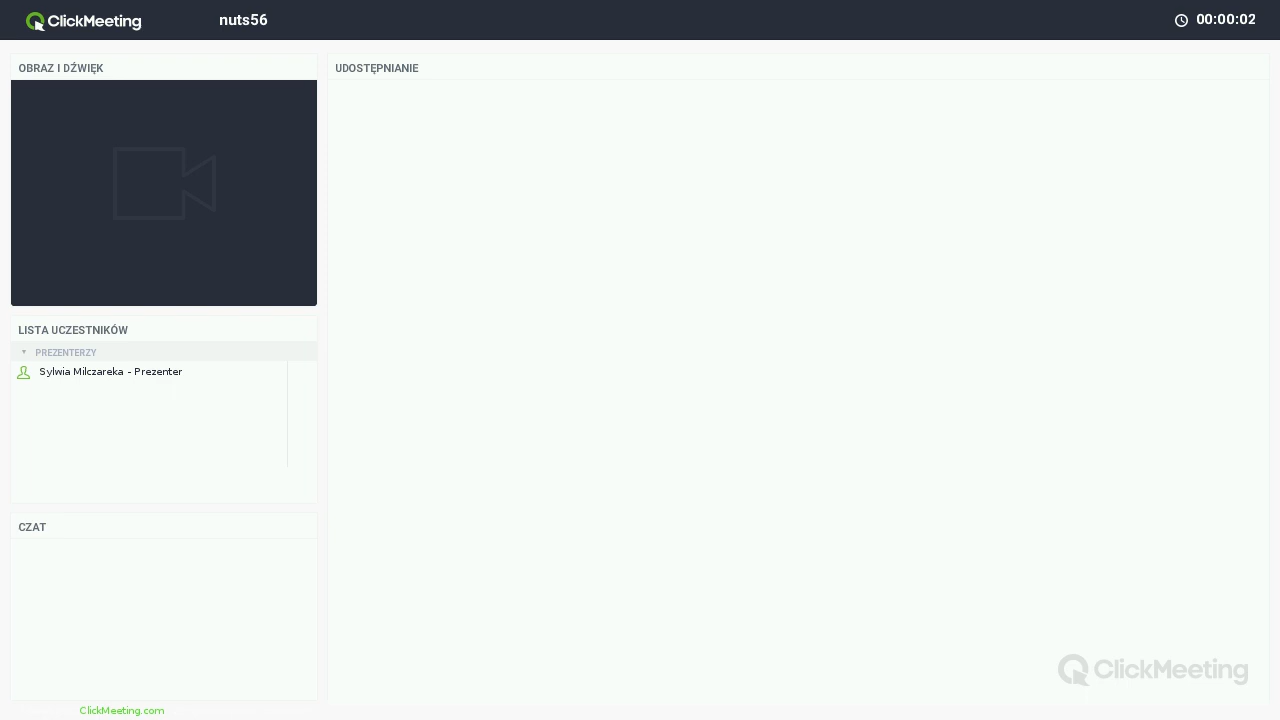 ClickMeeting
nuts56
00:00:02
OBRAZ I DŹWIĘK
UDOSTĘPNIANIE
LISTA UCZESTNIKÓW
PREZENTERZY
Sylwia Milczareka - Prezenter
CZAT
ClickMeeting
ClickMeeting.com